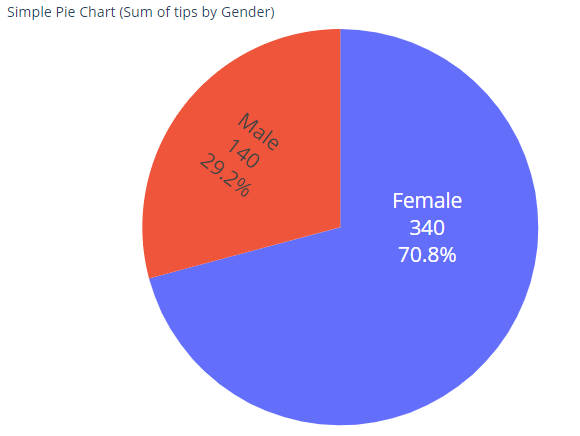 Simple Pie Chart (Sum of tips by Gender)
Male
140
29.2%
Female
340
70.8%